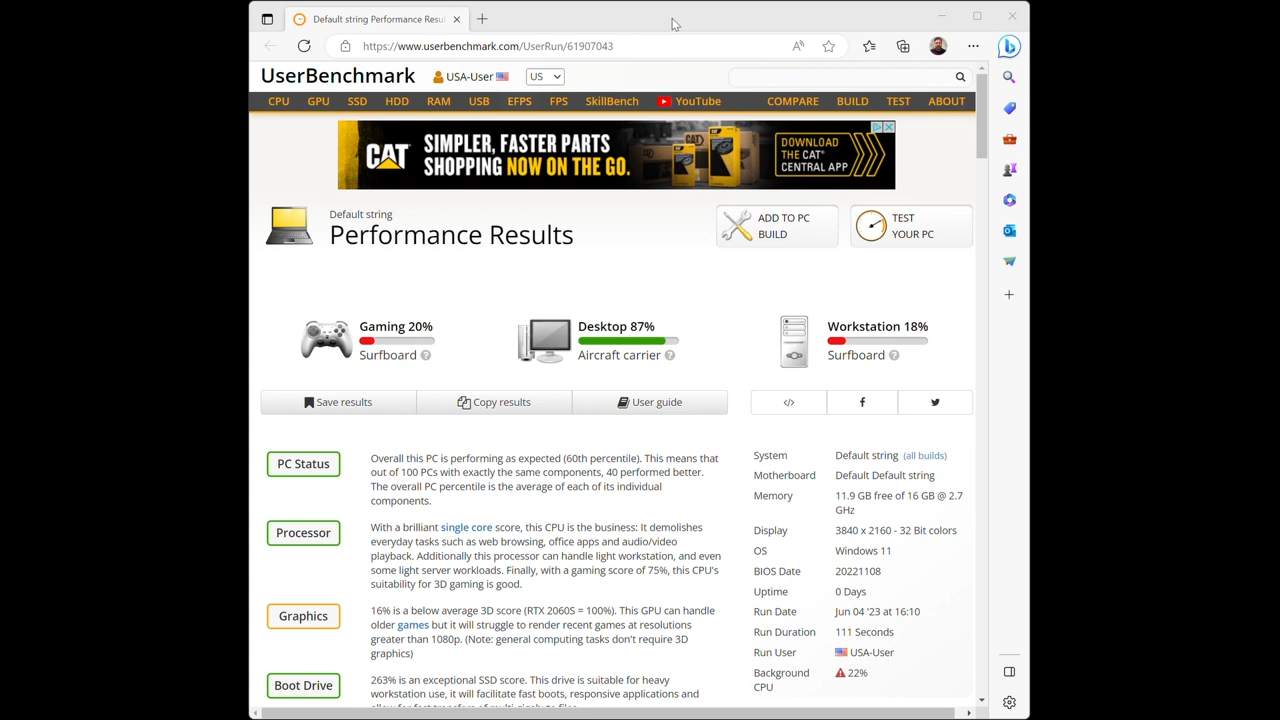 Default string Performance Resu
https://www.userbenchmark.com/UserRun/61907043
UserBenchmark
USA-User
US
CPU GPU SSD HDD RAM USB EFPS FPS SkillBench YouTube COMPARE BUILD TEST ABOUT
CAT
SIMPLER, FASTER PARTS
SHOPPING NOW ON THE GO.
DOWNLOAD
THE CAT®
CENTRAL APP
Default string
Performance Results
ADD TO PC
BUILD
TEST
YOUR PC
Gaming 20%
Surfboard
Desktop 87%
Aircraft carrier
Workstation 18%
Surfboard
Save results
Copy results
User guide
PC Status
Overall this PC is performing as expected (60th percentile). This means that
out of 100 PCs with exactly the same components, 40 performed better.
The overall PC percentile is the average of each of its individual
components.
Processor
With a brilliant single core score, this CPU is the business: It demolishes
everyday tasks such as web browsing, office apps and audio/video
playback. Additionally this processor can handle light workstation, and even
some light server workloads. Finally, with a gaming score of 75%, this CPU's
suitability for 3D gaming is good.
Graphics
16% is a below average 3D score (RTX 2060S = 100%). This GPU can handle
older games but it will struggle to render recent games at resolutions
greater than 1080p. (Note: general computing tasks don't require 3D
graphics)
Boot Drive
263% is an exceptional SSD score. This drive is suitable for heavy
workstation use, it will facilitate fast boots, responsive applications and
System Default string (all builds)
Motherboard Default Default string
Memory 11.9 GB free of 16 GB @ 2.7
GHz
Display 3840 x 2160 - 32 Bit colors
OS Windows 11
BIOS Date 20221108
Uptime 0 Days
Run Date Jun 04 '23 at 16:10
Run Duration 111 Seconds
Run User USA-User
Background
CPU 22%